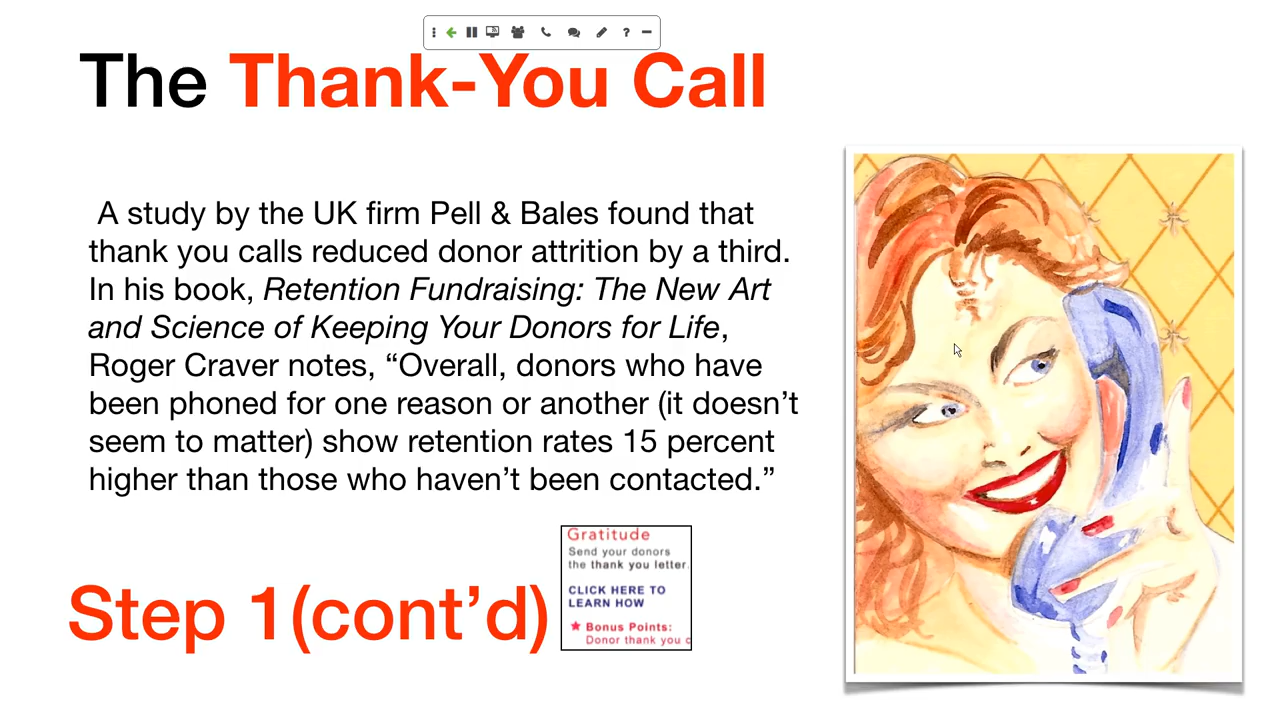 The Thank-You Call
A study by the UK firm Pell & Bales found that
thank you calls reduced donor attrition by a third.
In his book, Retention Fundraising: The New Art
and Science of Keeping Your Donors for Life,
Roger Craver notes, “Overall, donors who have
been phoned for one reason or another (it doesn’t
seem to matter) show retention rates 15 percent
higher than those who haven’t been contacted.”
Step 1(cont’d)
Gratitude
Send your donors
the thank you letter.
CLICK HERE TO
LEARN HOW
★ Bonus Points:
Donor thank you c